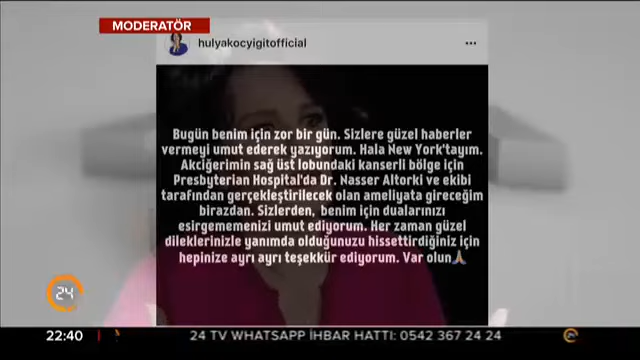 MODERATÖR
hulyakocyigitofficial
Bugün benim için zor bir gün. Sizlere güzel haberler
vermeyi umut ederek yazıyorum. Hala New York'tayım.
Akciğerimin sağ üst lobundaki kanserli bölge için
Presbyterian Hospital'da Dr. Nasser Altorki ve ekibi
tarafından gerçekleştirilecek olan ameliyata gireceğim
birazdan. Sizlerden, benim için dualarınızı
esirgememenizi umut ediyorum. Her zaman güzel
dileklerinizle yanımda olduğunuzu hissettirdiğiniz için
hepinize ayrı ayrı teşekkür ediyorum. Var olun🙏
24
22:40
24 TV WHATSAPP İHBAR HATTI: 0542 367 24 24